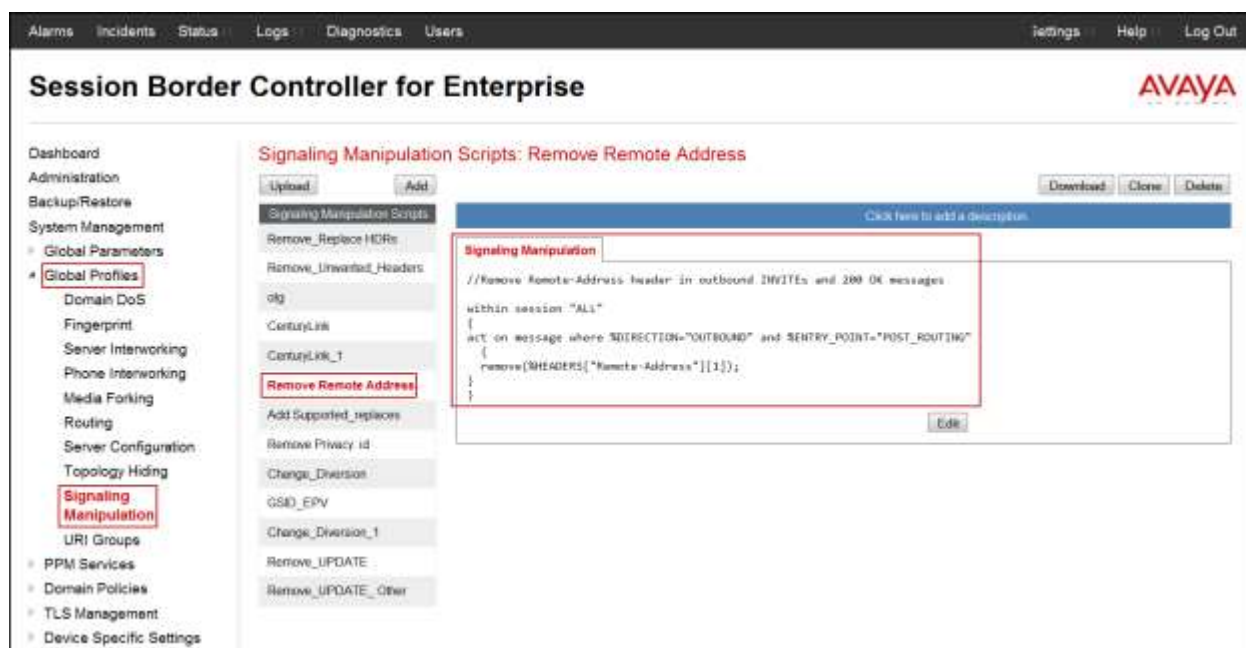 Alarms Incidents Status Logs Diagnostics Users Settings Help Log Out
Session Border Controller for Enterprise
AVAYA
Dashboard
Administration
Backup/Restore
System Management
Global Parameters
Global Profiles
Domain DoS
Fingerprint
Server Interworking
Phone Interworking
Media Forking
Routing
Server Configuration
Topology Hiding
Signaling
Manipulation
URI Groups
PPM Services
Domain Policies
TLS Management
Device Specific Settings
Signaling Manipulation Scripts: Remove Remote Address
Upload Add
Download Clone Delete
Signaling Manipulation Scripts
Remove_Replace HDRs
Remove_Unwanted_Headers
otg
CenturyLink
CenturyLink_1
Remove Remote Address
Add Supported_replaces
Remove Privacy id
Change_Diversion
GSID_EPV
Change_Diversion_1
Remove_UPDATE
Remove_UPDATE_ Other
Click here to add a description.
Signaling Manipulation
//Remove Remote-Address header in outbound INVITEs and 200 OK messages
within session "ALL"
{
act on message where %DIRECTION="OUTBOUND" and %ENTRY_POINT="POST_ROUTING"
{
remove(%HEADERS["Remote-Address"][1]);
}
}
Edit